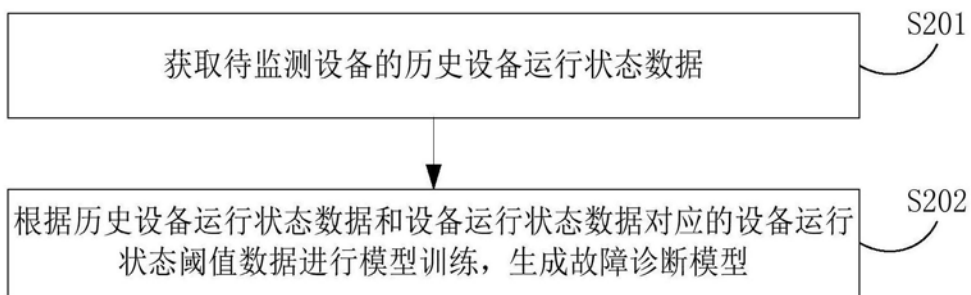 S201
获取待监测设备的历史设备运行状态数据
S202
根据历史设备运行状态数据和设备运行状态数据对应的设备运行
状态阈值数据进行模型训练，生成故障诊断模型